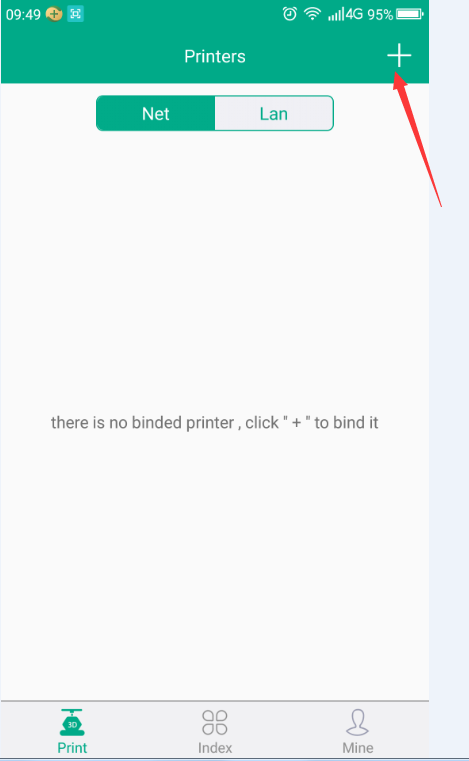 09:49 4G 95%
Printers
Net Lan
there is no binded printer , click " + " to bind it
3D
Print Index Mine